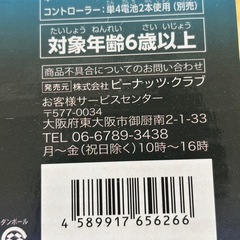 コントローラー：単4電池2本使用（別売）
たいしょうねんれい さい いじょう
対象年齢6歳以上
商品不具合についてのお問い合わせ
発売元 株式会社 ピーナッツ・クラブ
お客様サービスセンター
〒577-0034
大阪府東大阪市御厨南2-1-33
TEL 06-6789-3438
月～金（祝日除く）10時～16時
4 589917 656266
ダンボール